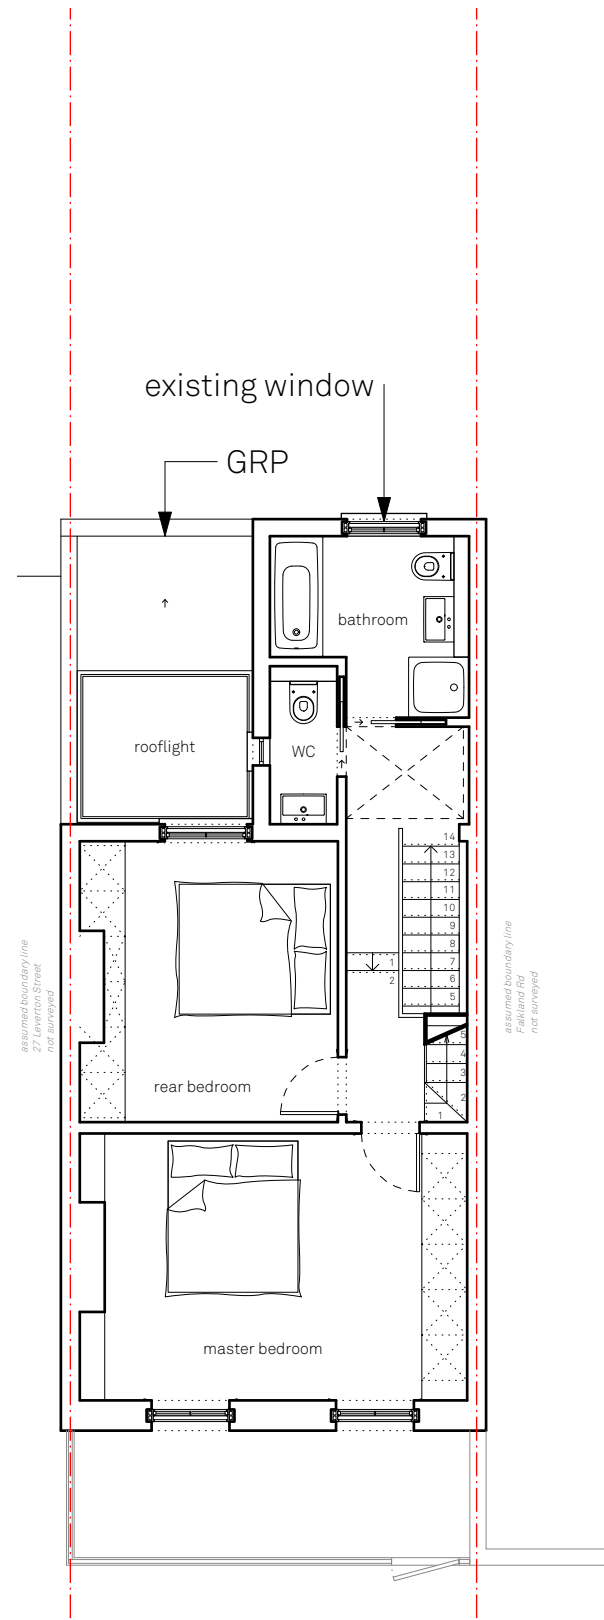 existing window
GRP
bathroom
rooflight
WC
14
13
12
11
10
9
8
7
6
5
1
2
5
4
3
2
1
assumed boundary line
27 Leverton Street
not surveyed
assumed boundary line
Falkland Rd
not surveyed
rear bedroom
master bedroom